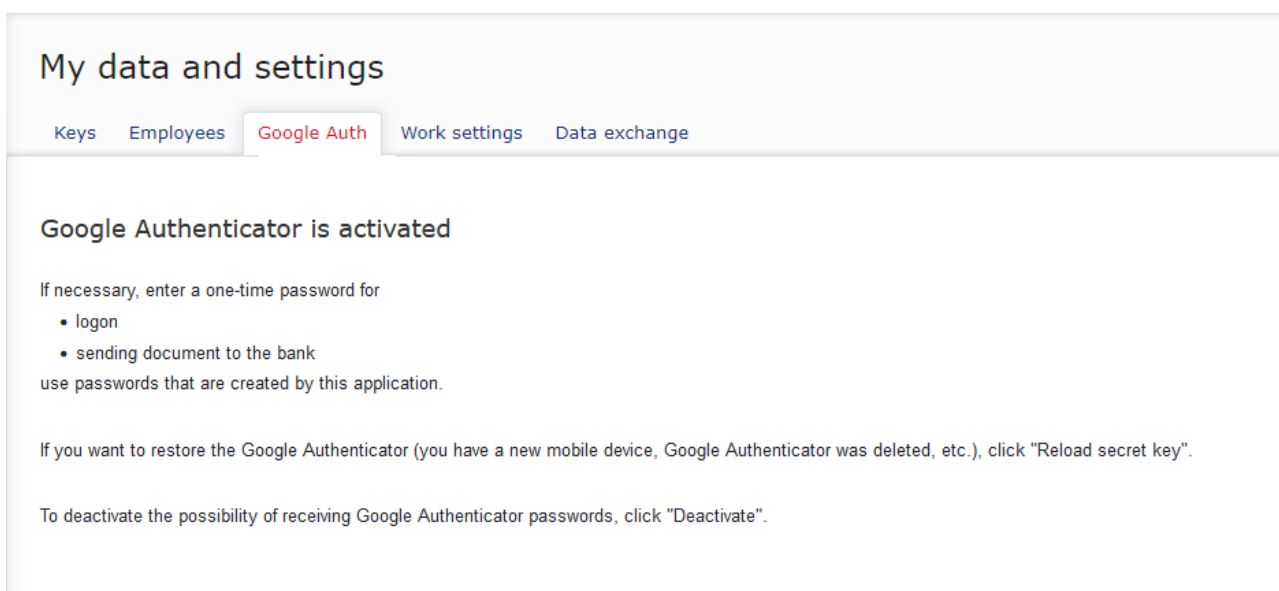 My data and settings
Keys Employees Google Auth Work settings Data exchange
Google Authenticator is activated
If necessary, enter a one-time password for
• logon
• sending document to the bank
use passwords that are created by this application.
If you want to restore the Google Authenticator (you have a new mobile device, Google Authenticator was deleted, etc.), click "Reload secret key".
To deactivate the possibility of receiving Google Authenticator passwords, click "Deactivate".